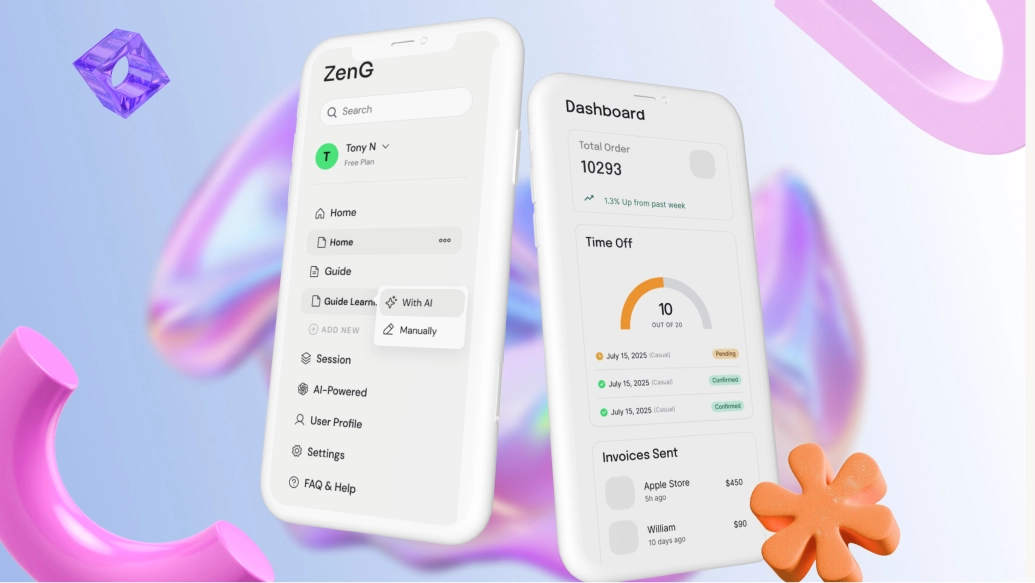 ZenG
Search
T
Tony N
Free Plan
Home
Home
Guide
Guide Learn
With AI
Manually
ADD NEW
Session
AI-Powered
User Profile
Settings
FAQ & Help
Dashboard
Total Order
10293
1.3% Up from past week
Time Off
10
OUT OF 20
July 15, 2025 (Casual) Pending
July 15, 2025 (Casual) Confirmed
July 15, 2025 (Casual) Confirmed
Invoices Sent
Apple Store $450
5h ago
William $90
10 days ago